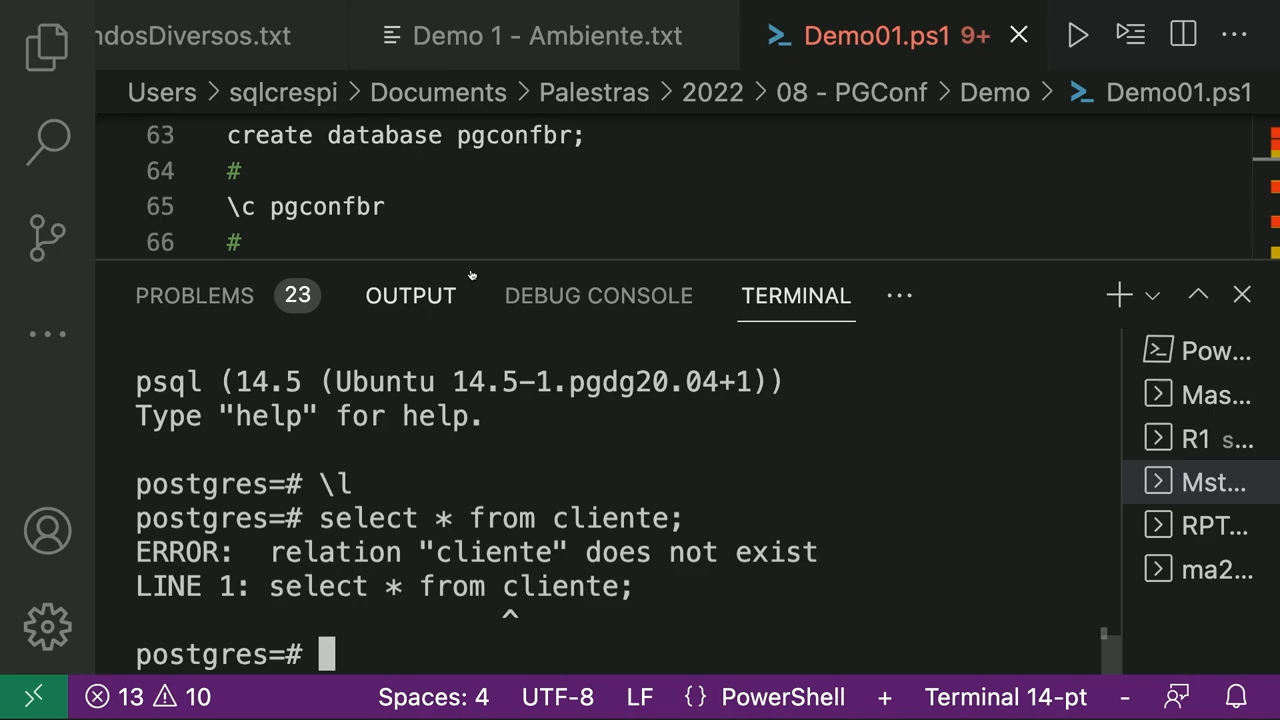 ndosDiversos.txt
Demo 1 - Ambiente.txt
Demo01.ps1 9+
Users > sqlcrespi > Documents > Palestras > 2022 > 08 - PGConf > Demo > Demo01.ps1
63 create database pgconfbr;
64 #
65 \c pgconfbr
66 #
PROBLEMS 23 OUTPUT DEBUG CONSOLE TERMINAL ...
psql (14.5 (Ubuntu 14.5-1.pgdg20.04+1))
Type "help" for help.
postgres=# \l
postgres=# select * from cliente;
ERROR:  relation "cliente" does not exist
LINE 1: select * from cliente;
^
postgres=#
Pow...
Mas...
R1 s...
Mst...
RPT...
ma2...
13 10 Spaces: 4 UTF-8 LF {} PowerShell + Terminal 14-pt -